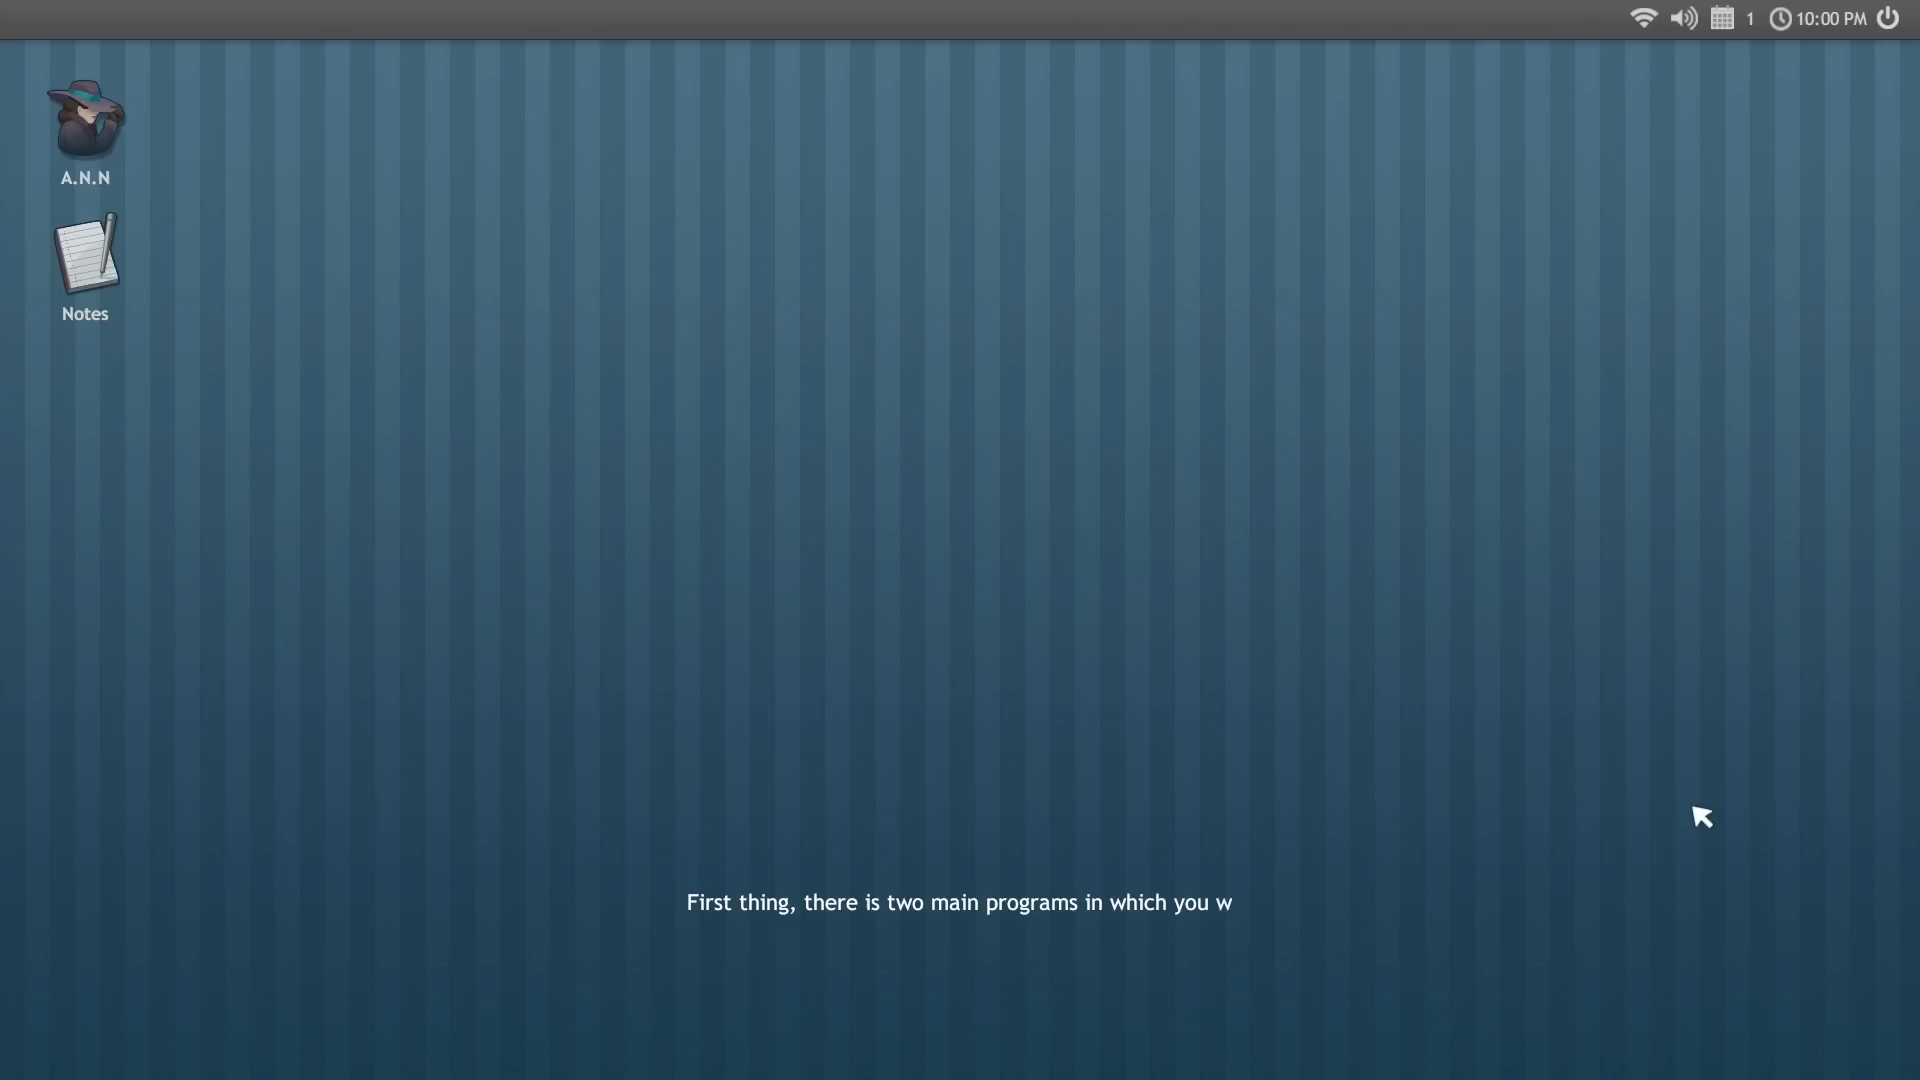 1
10:00 PM
A.N.N
Notes
First thing, there is two main programs in which you w